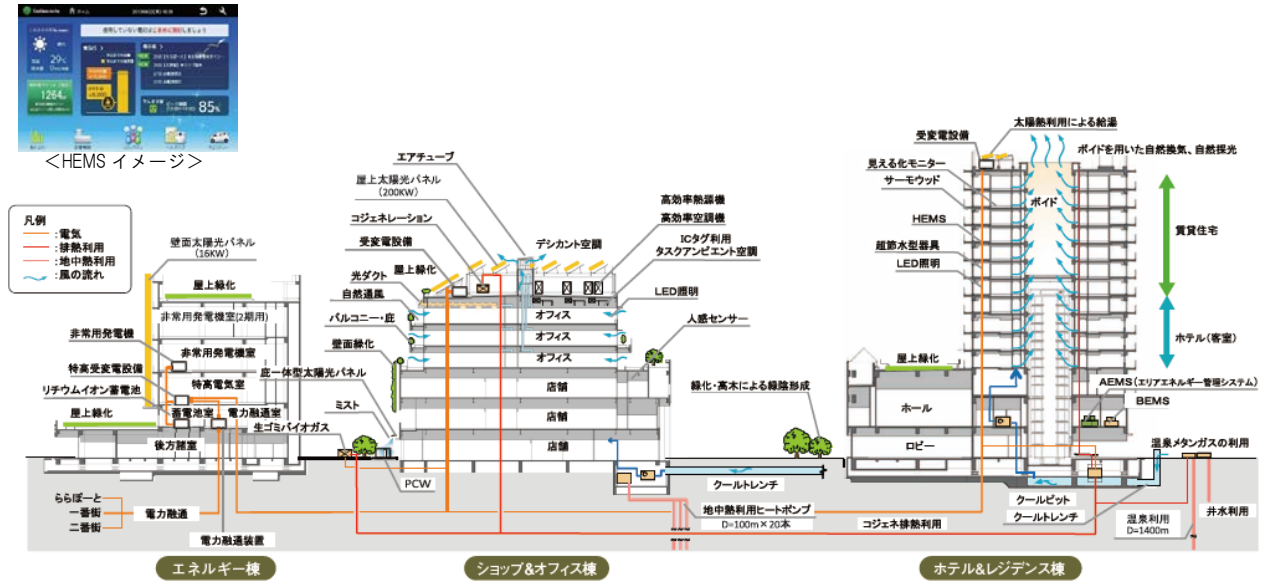 ホーム
29℃
1264
85%
＜HEMS イメージ＞
凡例
：電気
：排熱利用
：地中熱利用
：風の流れ
壁面太陽光パネル
（16KW）
屋上緑化
非常用発電機室(2期用)
非常用発電機
非常用発電機室
特高受変電設備
特高電気室
リチウムイオン蓄電池
蓄電池室
電力融通室
屋上緑化
後方諸室
生ゴミバイオガス
ららぽーと
一番街
二番街
電力融通
電力融通装置
エネルギー棟
エアチューブ
屋上太陽光パネル
（200KW）
コジェネレーション
受変電設備
デシカント空調
高効率熱源機
高効率空調機
ICタグ利用
タスクアンビエント空調
光ダクト
屋上緑化
自然通風
LED照明
バルコニー・庇
人感センサー
壁面緑化
庇一体型太陽光パネル
ミスト
オフィス
オフィス
オフィス
店舗
店舗
店舗
PCW
緑化・高木による緑陰形成
クールトレンチ
地中熱利用ヒートポンプ
D=100m×20本
コジェネ排熱利用
ショップ&オフィス棟
受変電設備
太陽熱利用による給湯
ボイドを用いた自然換気、自然採光
見える化モニター
サーモウッド
ボイド
HEMS
超節水型器具
LED照明
賃貸住宅
ホテル（客室）
屋上緑化
ホール
ロビー
AEMS（エリアエネルギー管理システム）
BEMS
温泉メタンガスの利用
クールピット
クールトレンチ
温泉利用
D=1400m
井水利用
ホテル&レジデンス棟